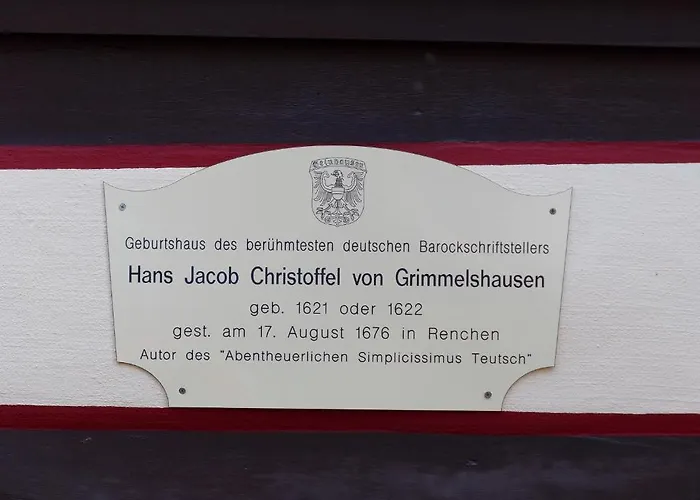 Gelnhausen
Geburtshaus des berühmtesten deutschen Barockschriftstellers
Hans Jacob Christoffel von Grimmelshausen
geb. 1621 oder 1622
gest. am 17. August 1676 in Renchen
Autor des "Abentheuerlichen Simplicissimus Teutsch"